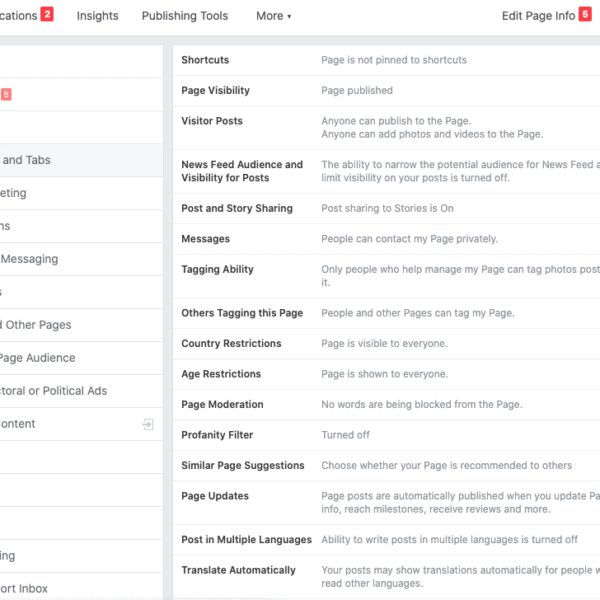 cations 2 Insights Publishing Tools More Edit Page Info 5
5
and Tabs
eting
ns
Messaging
s
d Other Pages
Page Audience
ctoral or Political Ads
ontent
ing
ort Inbox
Shortcuts Page is not pinned to shortcuts
Page Visibility Page published
Visitor Posts Anyone can publish to the Page.
Anyone can add photos and videos to the Page.
News Feed Audience and The ability to narrow the potential audience for News Feed a
Visibility for Posts limit visibility on your posts is turned off.
Post and Story Sharing Post sharing to Stories is On
Messages People can contact my Page privately.
Tagging Ability Only people who help manage my Page can tag photos post
it.
Others Tagging this Page People and other Pages can tag my Page.
Country Restrictions Page is visible to everyone.
Age Restrictions Page is shown to everyone.
Page Moderation No words are being blocked from the Page.
Profanity Filter Turned off
Similar Page Suggestions Choose whether your Page is recommended to others
Page Updates Page posts are automatically published when you update Pa
info, reach milestones, receive reviews and more.
Post in Multiple Languages Ability to write posts in multiple languages is turned off
Translate Automatically Your posts may show translations automatically for people w
read other languages.